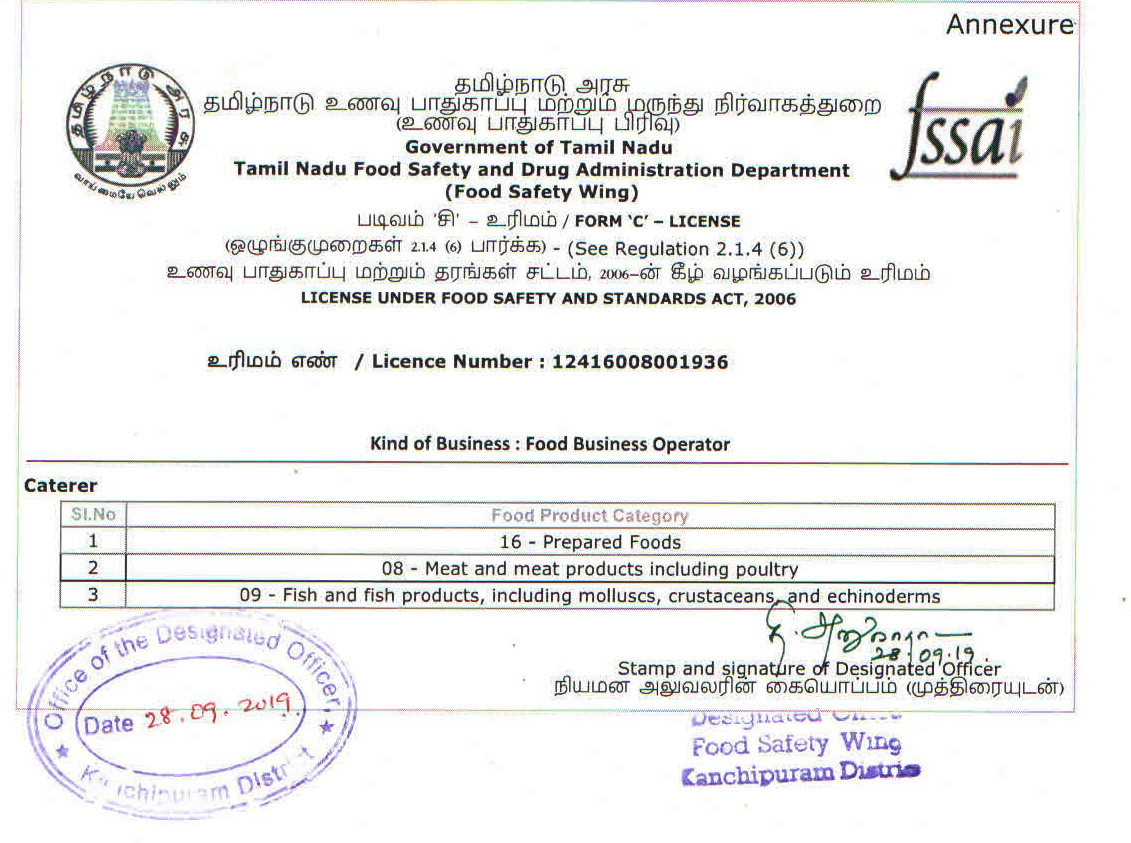 Annexure
தமிழ்நாடு அரசு
வாய்மையே வெல்லும்
fssai
தமிழ்நாடு அரசு
தமிழ்நாடு உணவு பாதுகாப்பு மற்றும் மருந்து நிர்வாகத்துறை
(உணவு பாதுகாப்பு பிரிவு)
Government of Tamil Nadu
Tamil Nadu Food Safety and Drug Administration Department
(Food Safety Wing)
படிவம் 'சி' – உரிமம் / FORM ‘C’ – LICENSE
(ஒழுங்குமுறைகள் 2.1.4 (6) பார்க்க) - (See Regulation 2.1.4 (6))
உணவு பாதுகாப்பு மற்றும் தரங்கள் சட்டம், 2006–ன் கீழ் வழங்கப்படும் உரிமம்
LICENSE UNDER FOOD SAFETY AND STANDARDS ACT, 2006
உரிமம் எண் / Licence Number : 12416008001936
Kind of Business : Food Business Operator
Caterer
Sl.No Food Product Category
1 16 - Prepared Foods
2 08 - Meat and meat products including poultry
3 09 - Fish and fish products, including molluscs, crustaceans, and echinoderms
28.09.19
Stamp and signature of Designated Officer
நியமன அலுவலரின் கையொப்பம் (முத்திரையுடன்)
Office of the Designated Officer,
Date 28.09.2019
Kanchipuram District
Designated
Food Safety Wing
Kanchipuram District